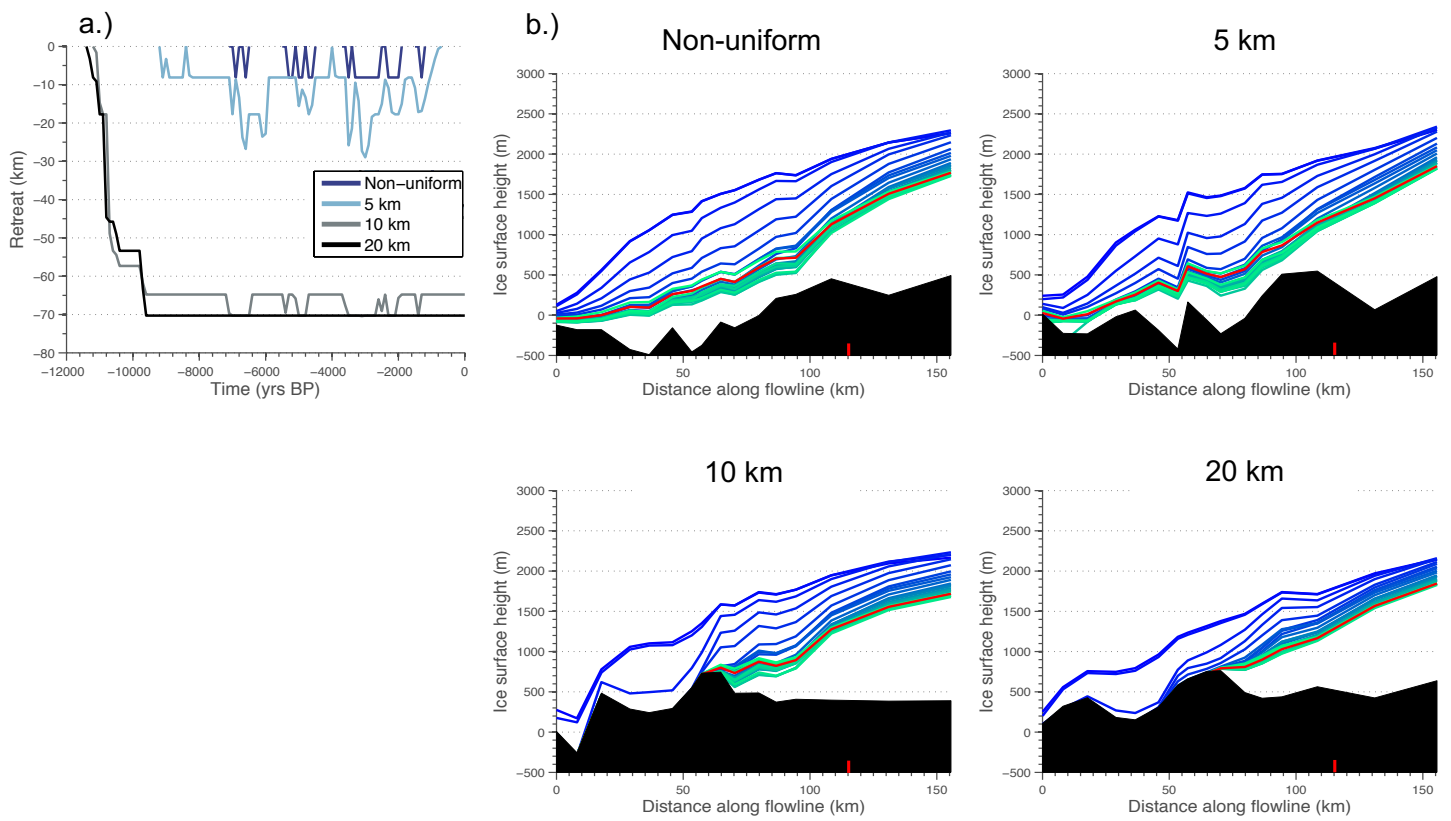 a.)
0
−10
−20
−30
−40
−50
−60
−70
−80
Retreat (km)
−12000 −10000 −8000 −6000 −4000 −2000 0
Time (yrs BP)
Non−uniform
5 km
10 km
20 km
b.)
Non-uniform
3000
2500
2000
1500
1000
500
0
−500
Ice surface height (m)
0 50 100 150
Distance along flowline (km)
5 km
3000
2500
2000
1500
1000
500
0
−500
Ice surface height (m)
0 50 100 150
Distance along flowline (km)
10 km
3000
2500
2000
1500
1000
500
0
−500
Ice surface height (m)
0 50 100 150
Distance along flowline (km)
20 km
3000
2500
2000
1500
1000
500
0
−500
Ice surface height (m)
0 50 100 150
Distance along flowline (km)